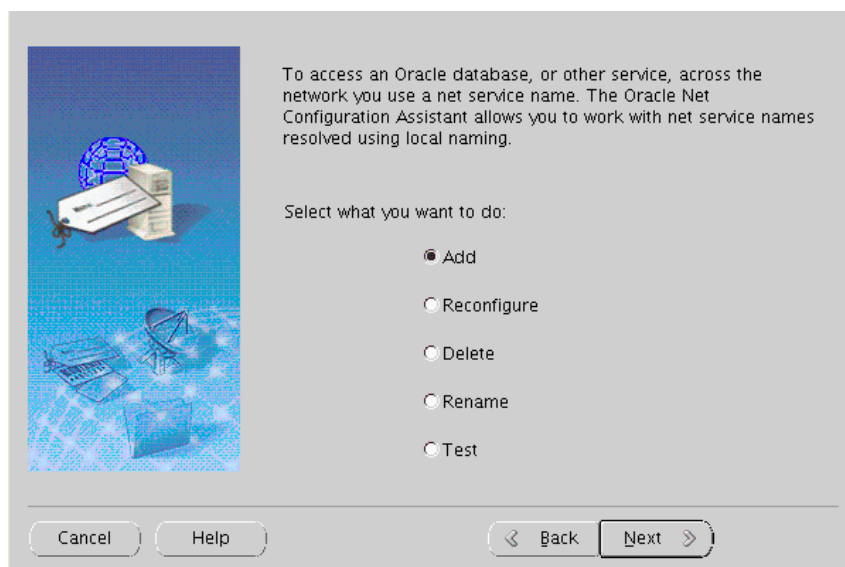 To access an Oracle database, or other service, across the
network you use a net service name. The Oracle Net
Configuration Assistant allows you to work with net service names
resolved using local naming.
Select what you want to do:
Add
Reconfigure
Delete
Rename
Test
Cancel
Help
Back
Next